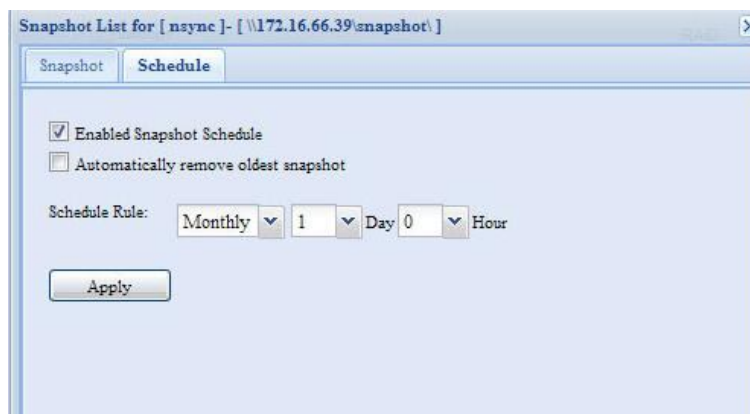 Snapshot List for [ nsync ]- [ \\172.16.66.39\snapshot\ ]
Snapshot Schedule
Enabled Snapshot Schedule
Automatically remove oldest snapshot
Schedule Rule: Monthly 1 Day 0 Hour
Apply